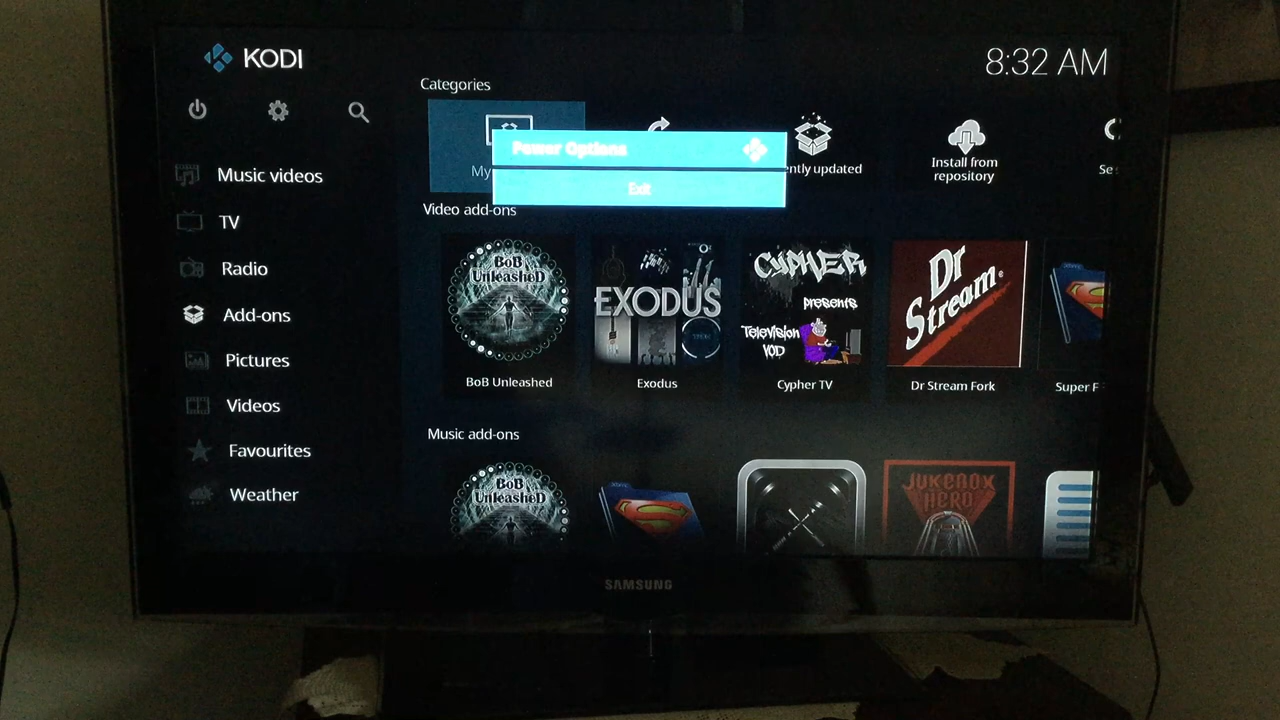 KODI
8:32 AM
Categories
Power Options
My
ently updated
Install from
repository
Se
Exit
Music videos
TV
Radio
Add-ons
Pictures
Videos
Favourites
Weather
Video add-ons
BoB
UnleasheD
EXODUS
CYPHER
presents
Television
VOD
Dr
Stream
BoB Unleashed
Exodus
Cypher TV
Dr Stream Fork
Super F
Music add-ons
BoB
UnleasheD
JUKEBOX
HERO
SAMSUNG